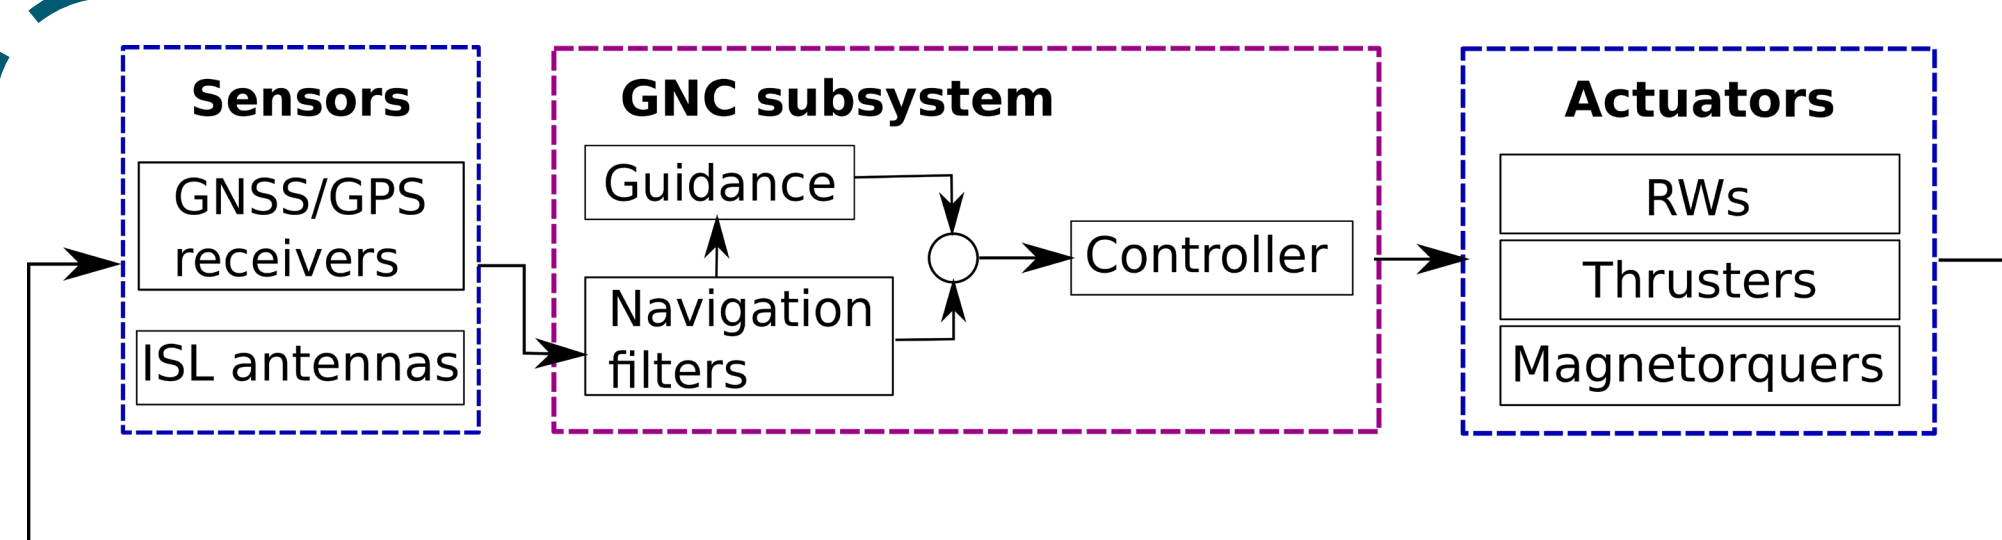 Sensors
GNSS/GPS
receivers
ISL antennas
GNC subsystem
Guidance
Navigation
filters
Controller
Actuators
RWs
Thrusters
Magnetorquers